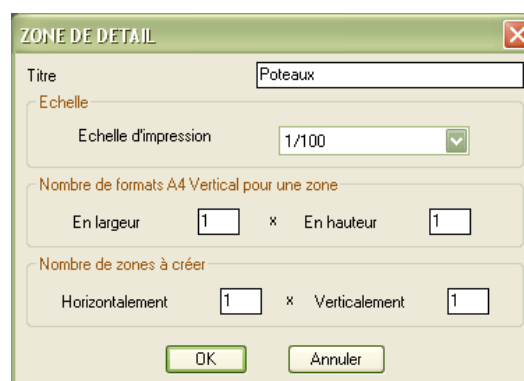 ZONE DE DETAIL
Titre Poteaux
Echelle
Echelle d'impression 1/100
Nombre de formats A4 Vertical pour une zone
En largeur 1 x En hauteur 1
Nombre de zones à créer
Horizontalement 1 x Verticalement 1
OK Annuler